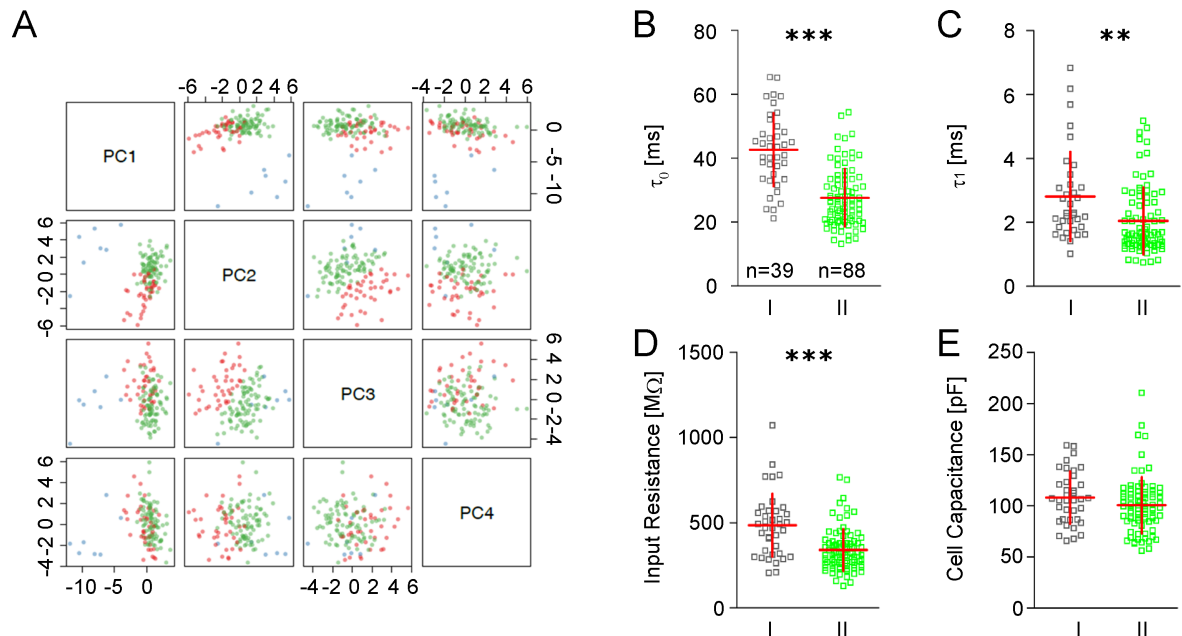 A
-6 -2 0 2 4 6
-4 -2 0 2 4 6
PC1
0
-5
-10
6
4
2
-2 0
-6
PC2
PC3
6
4
2
0
-2
-4
6
4
2
0
-2
-4
PC4
-10 -5 0
-4 -2 0 2 4 6
B
***
80
60
40
20
0
τ0 [ms]
n=39 n=88
I II
C
**
8
6
4
2
0
τ1 [ms]
I II
D
***
1500
1000
500
0
Input Resistance [MΩ]
I II
E
250
200
150
100
50
0
Cell Capacitance [pF]
I II